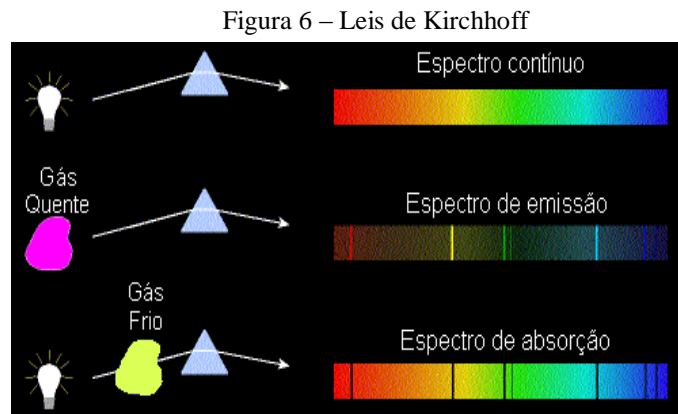 Figura 6 – Leis de Kirchhoff
Espectro contínuo
Gás
Quente
Espectro de emissão
Gás
Frio
Espectro de absorção